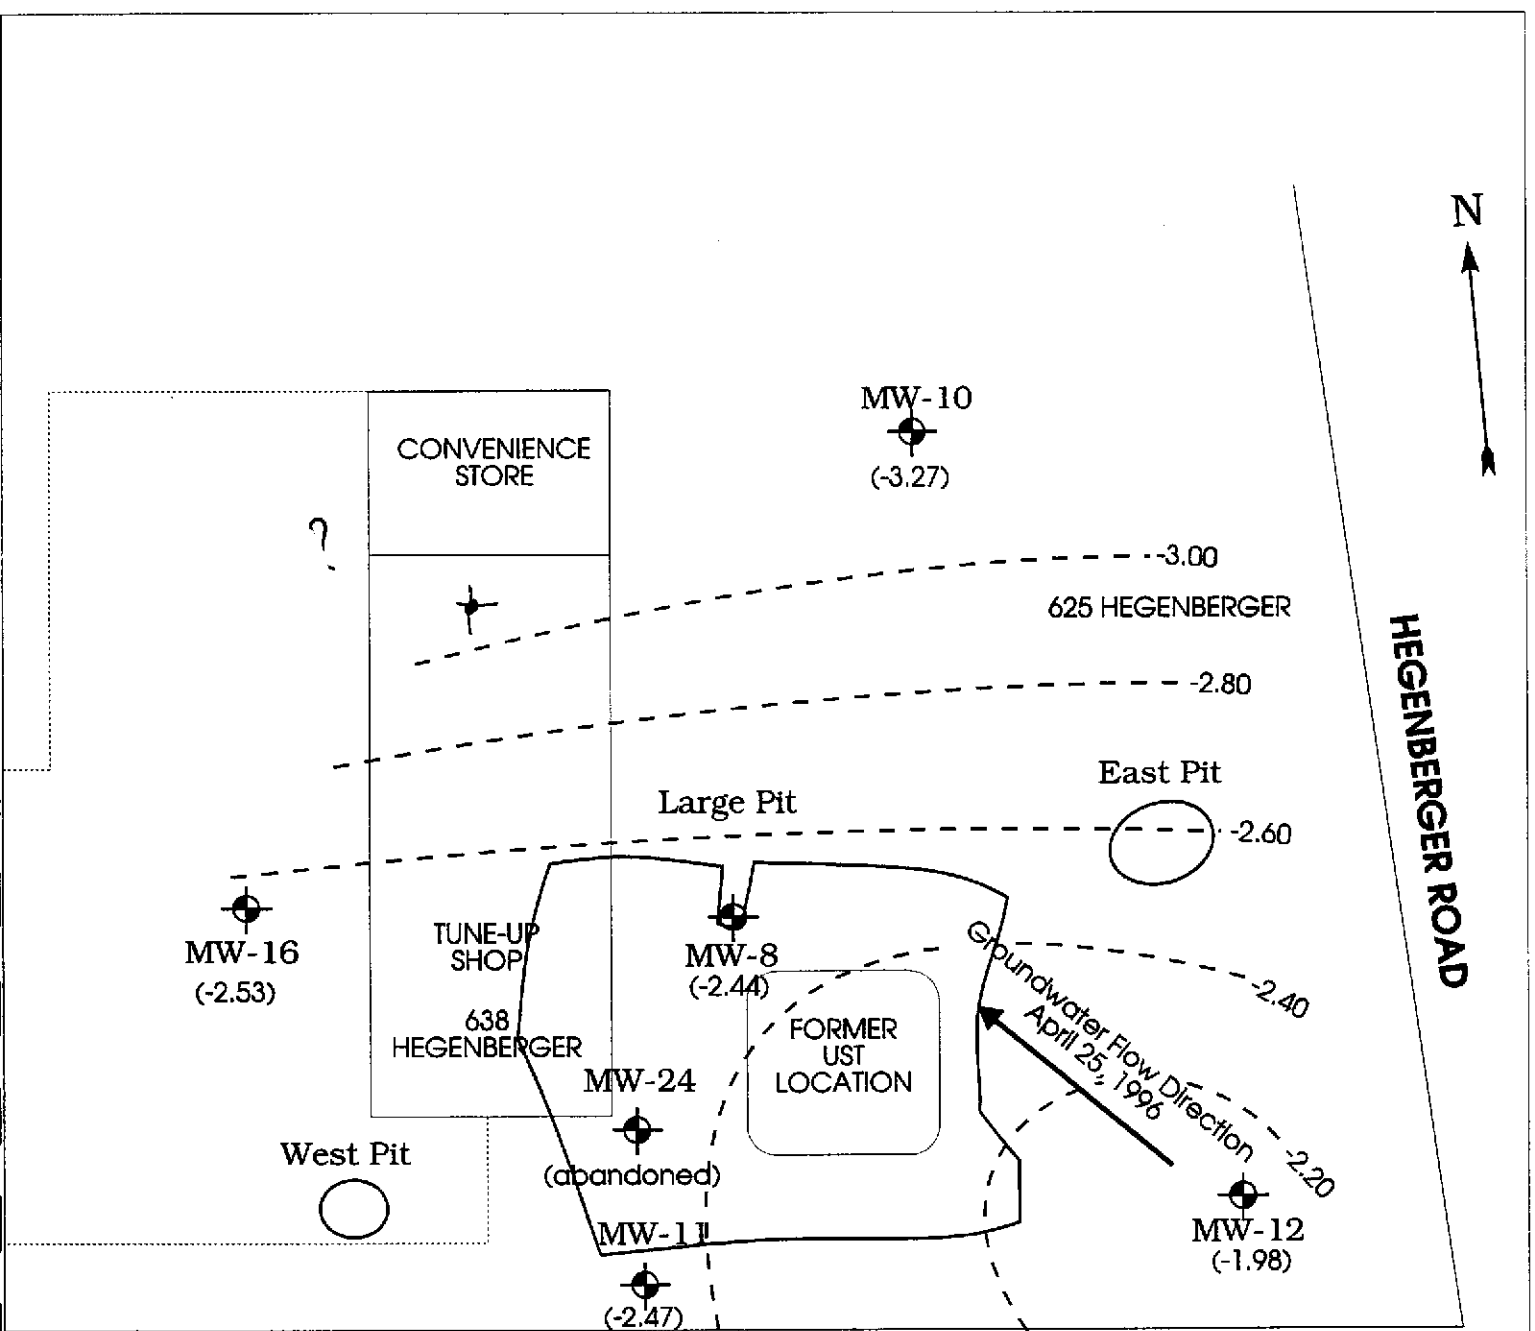 N
MW-10
(-3.27)
CONVENIENCE
STORE
?
-3.00
625 HEGENBERGER
-2.80
HEGENBERGER ROAD
East Pit
Large Pit
-2.60
TUNE-UP
SHOP
638
HEGENBERGER
MW-16
(-2.53)
MW-8
(-2.44)
Groundwater Flow Direction
April 25, 1996
-2.40
FORMER
UST
LOCATION
MW-24
(abandoned)
West Pit
-2.20
MW-12
(-1.98)
MW-11
(-2.47)